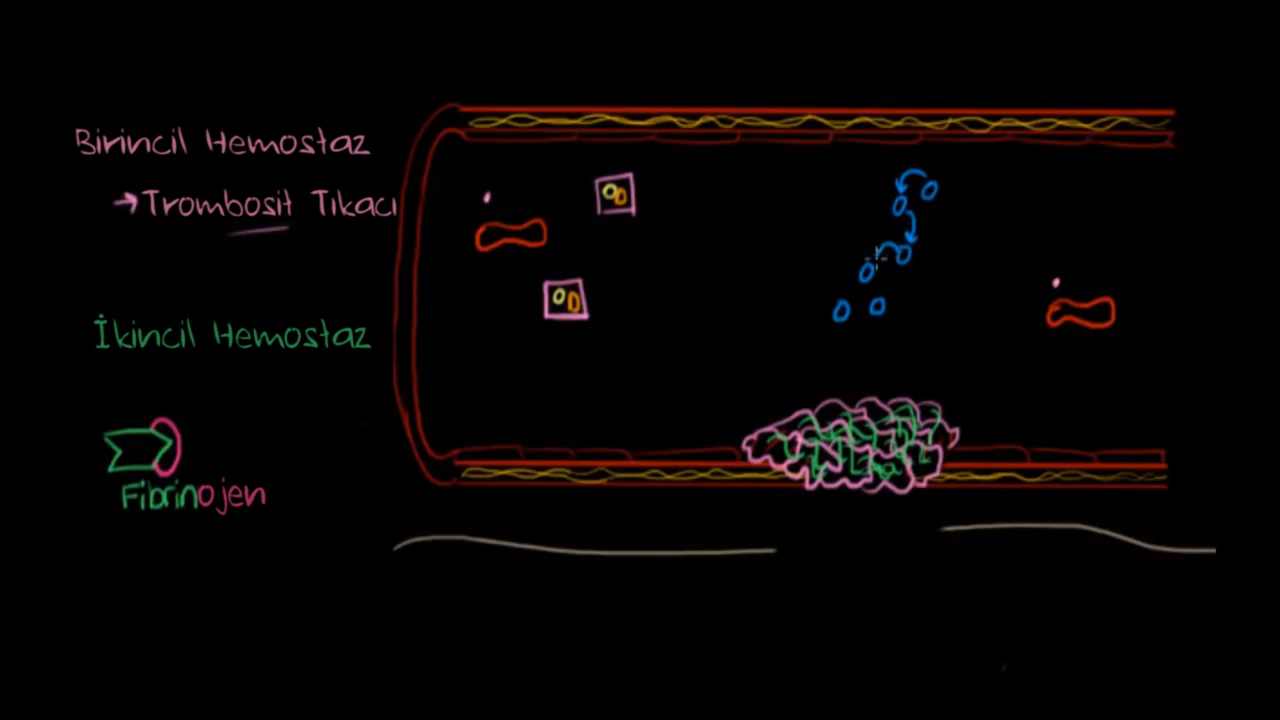 Birincil Hemostaz
→ Trombosit Tıkacı
İkincil Hemostaz
Fibrinojen